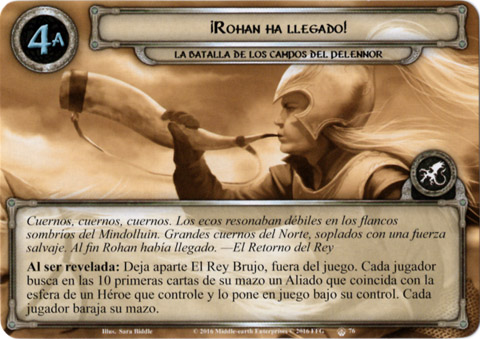 4A
¡ROHAN HA LLEGADO!
LA BATALLA DE LOS CAMPOS DEL PELENNOR
Cuernos, cuernos, cuernos. Los ecos resonaban débiles en los flancos
sombríos del Mindolluin. Grandes cuernos del Norte, soplados con una fuerza
salvaje. Al fin Rohan había llegado. —El Retorno del Rey
Al ser revelada: Deja aparte El Rey Brujo, fuera del juego. Cada jugador
busca en las 10 primeras cartas de su mazo un Aliado que coincida con la
esfera de un Héroe que controle y lo pone en juego bajo su control. Cada
jugador baraja su mazo.
Illus. Sara Biddle © 2016 Middle-earth Enterprises © 2016 FFG 76